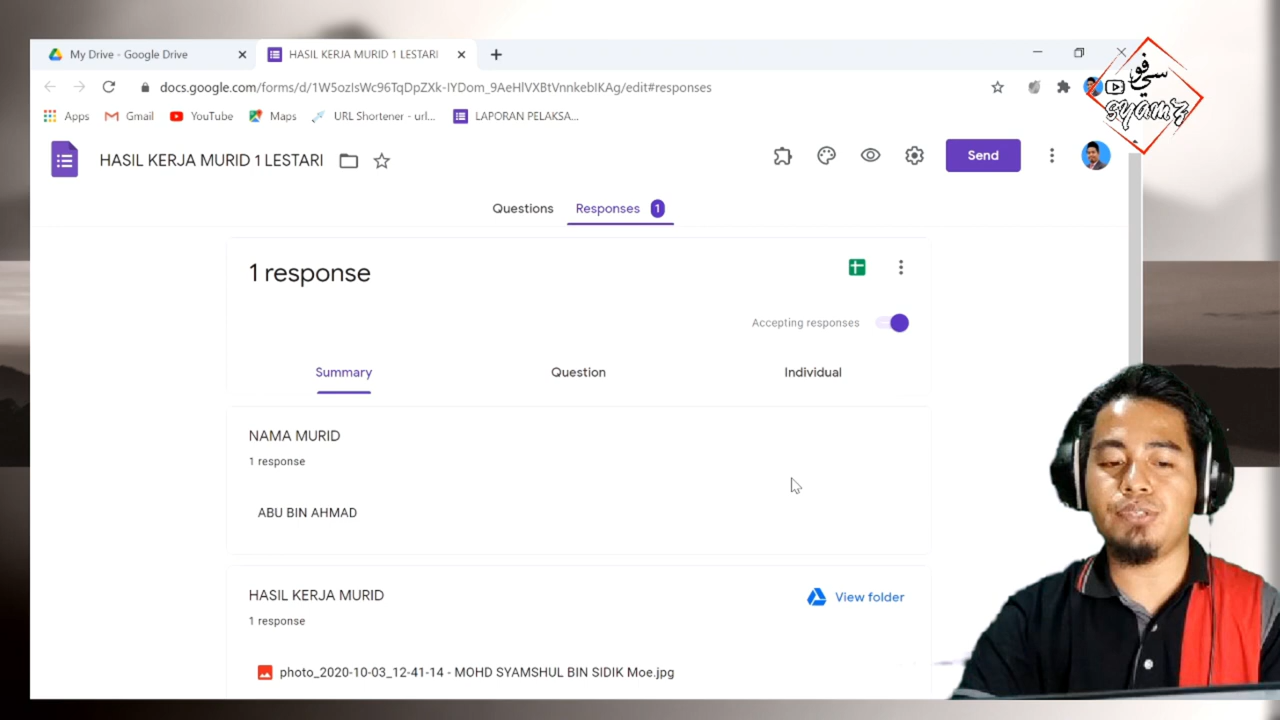 My Drive - Google Drive
HASIL KERJA MURID 1 LESTARI
docs.google.com/forms/d/1W5ozIsWc96TqDpZXk-IYDom_9AeHlVXBtVnnkebIKAg/edit#responses
Apps Gmail YouTube Maps URL Shortener - url... LAPORAN PELAKSA...
HASIL KERJA MURID 1 LESTARI
Send
Questions Responses 1
1 response
Accepting responses
Summary Question Individual
NAMA MURID
1 response
ABU BIN AHMAD
HASIL KERJA MURID
View folder
1 response
photo_2020-10-03_12-41-14 - MOHD SYAMSHUL BIN SIDIK Moe.jpg
سي فو
syamz